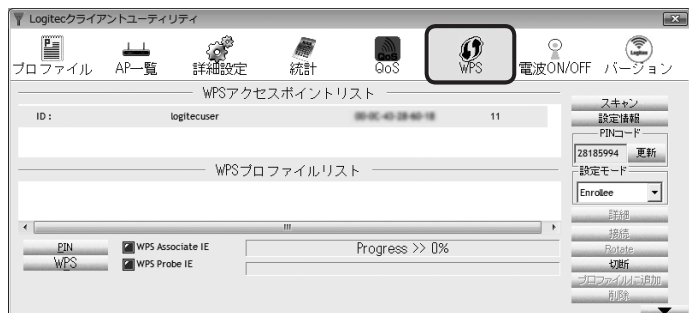 Logitecクライアントユーティリティ
プロファイル AP一覧 詳細設定 統計 QoS WPS 電波ON/OFF バージョン
WPSアクセスポイントリスト
ID : logitecuser 11
WPSプロファイルリスト
PIN WPS Associate IE Progress >> 0%
WPS WPS Probe IE
スキャン
設定情報
PINコード
28185994 更新
設定モード
Enrollee
詳細
接続
Rotate
切断
プロファイルに追加
削除